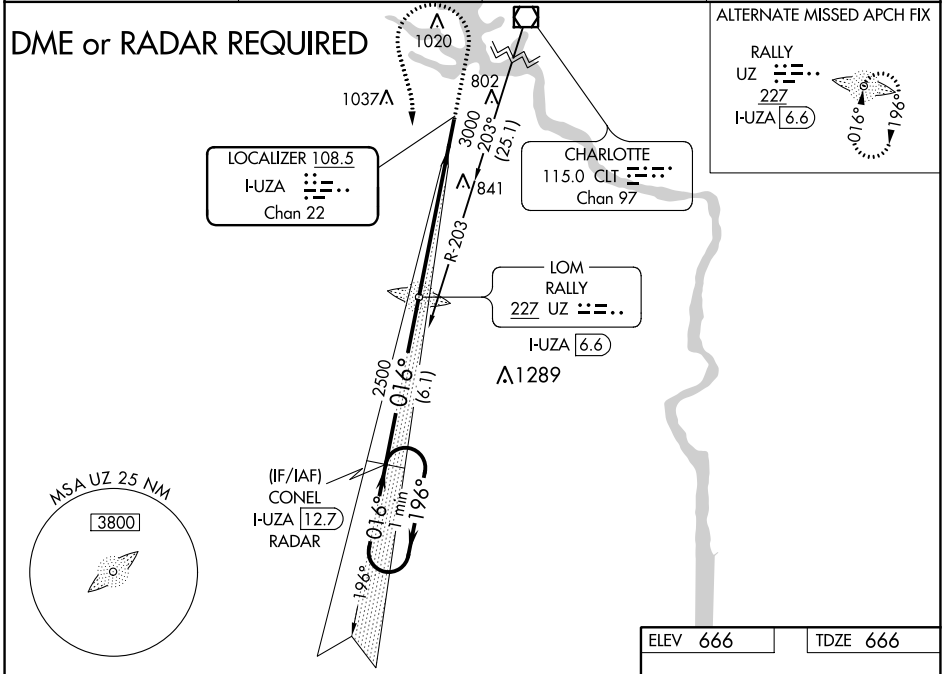 DME or RADAR REQUIRED
1020
1037
802
3000
203°
(25.1)
841
R-203
LOCALIZER 108.5
I-UZA
Chan 22
CHARLOTTE
115.0 CLT
Chan 97
LOM
RALLY
227 UZ
I-UZA 6.6
1289
2500
016°
(6.1)
(IF/IAF)
CONEL
I-UZA 12.7
RADAR
016°
1 min
196°
196°
MSA UZ 25 NM
3800
ALTERNATE MISSED APCH FIX
RALLY
UZ
227
I-UZA 6.6
016°
196°
ELEV 666
TDZE 666